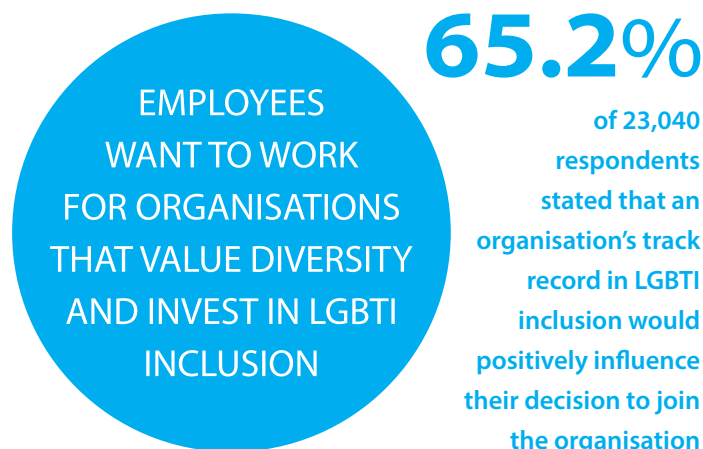 EMPLOYEES
WANT TO WORK
FOR ORGANISATIONS
THAT VALUE DIVERSITY
AND INVEST IN LGBTI
INCLUSION
65.2%
of 23,040
respondents
stated that an
organisation’s track
record in LGBTI
inclusion would
positively influence
their decision to join
the organisation